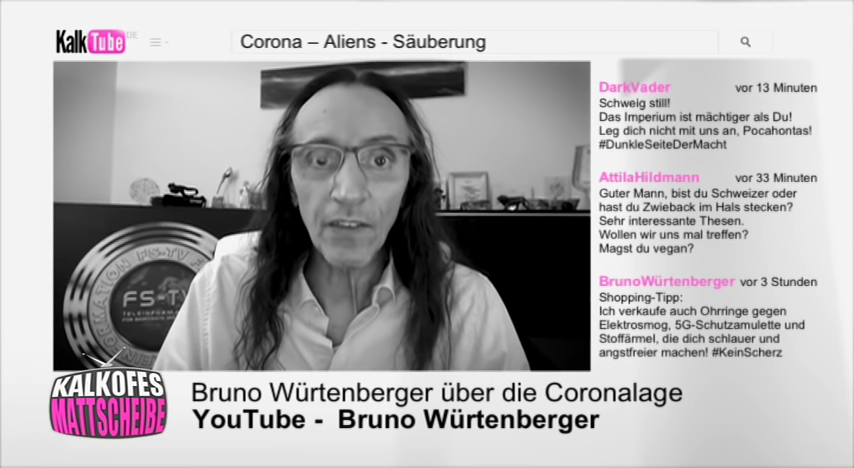 KalkTube DE
Corona – Aliens - Säuberung
DarkVader vor 13 Minuten
Schweig still!
Das Imperium ist mächtiger als Du!
Leg dich nicht mit uns an, Pocahontas!
#DunkleSeiteDerMacht
AttilaHildmann vor 33 Minuten
Guter Mann, bist du Schweizer oder
hast du Zwieback im Hals stecken?
Sehr interessante Thesen.
Wollen wir uns mal treffen?
Magst du vegan?
BrunoWürtenberger vor 3 Stunden
Shopping-Tipp:
Ich verkaufe auch Ohrringe gegen
Elektrosmog, 5G-Schutzamulette und
Stoffärmel, die dich schlauer und
angstfreier machen! #KeinScherz
FS-TV
FS-TV
KALKOFES
MATTSCHEIBE
Bruno Würtenberger über die Coronalage
YouTube - Bruno Würtenberger